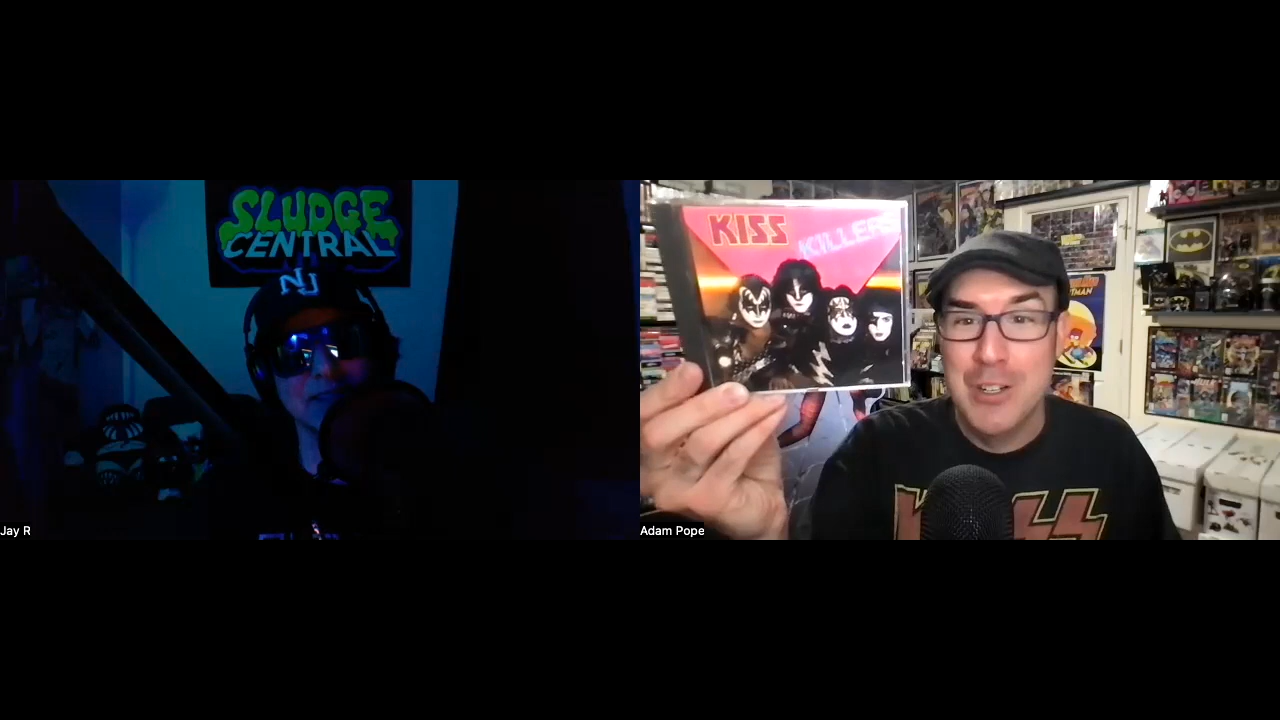 SLUDGE
CENTRAL
NJ
Jay R
KISS
KILLERS
KISS
Adam Pope